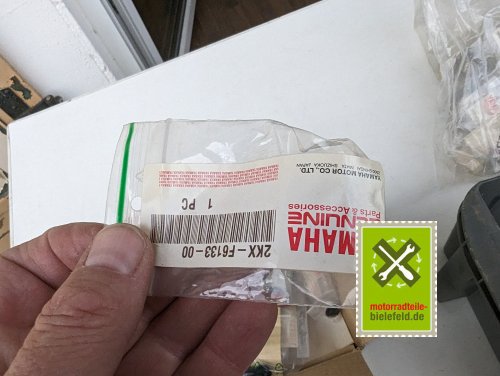 YAMAHA
GENUINE
Parts & Accessories
YAMAHA MOTOR CO., LTD.
2KX-F6133-00
1 PC
motorradteile-
bielefeld.de